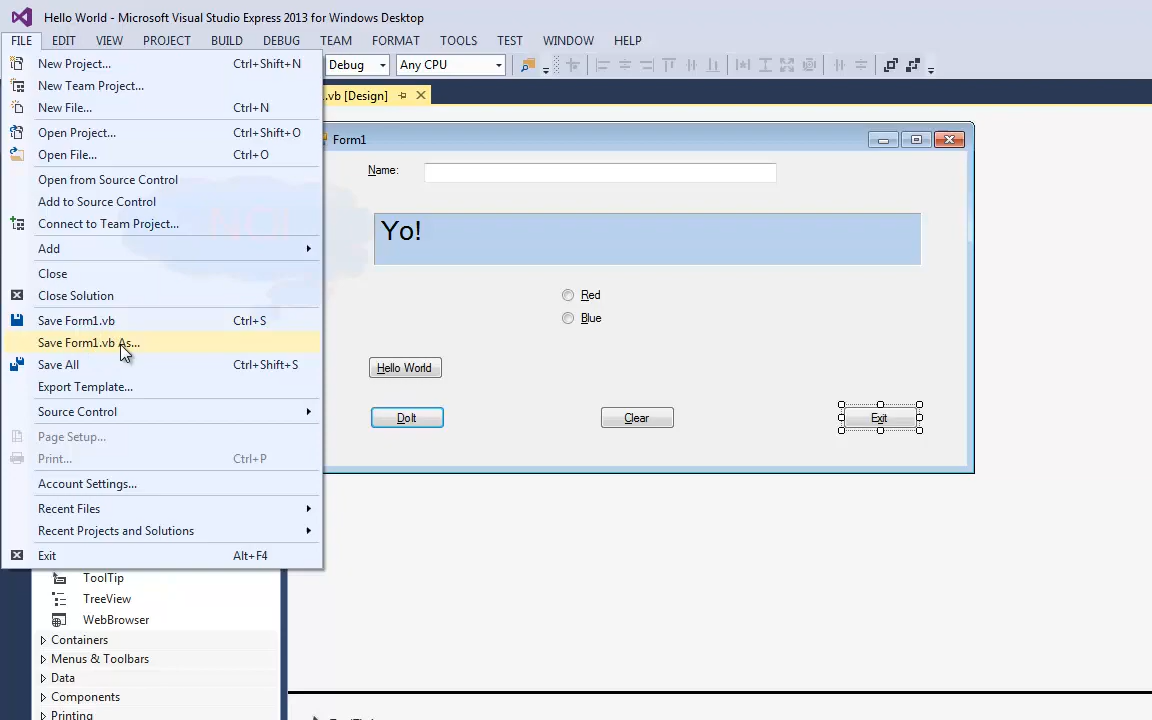 Hello World - Microsoft Visual Studio Express 2013 for Windows Desktop
FILE EDIT VIEW PROJECT BUILD DEBUG TEAM FORMAT TOOLS TEST WINDOW HELP
Debug Any CPU
New Project... Ctrl+Shift+N
New Team Project...
New File... Ctrl+N
Open Project... Ctrl+Shift+O
Open File... Ctrl+O
Open from Source Control
Add to Source Control
Connect to Team Project...
Add
Close
Close Solution
Save Form1.vb Ctrl+S
Save Form1.vb As...
Save All Ctrl+Shift+S
Export Template...
Source Control
Page Setup...
Print... Ctrl+P
Account Settings...
Recent Files
Recent Projects and Solutions
Exit Alt+F4
.vb [Design]
Form1
Name:
Yo!
Red
Blue
Hello World
DoIt Clear Exit
ToolTip
TreeView
WebBrowser
Containers
Menus & Toolbars
Data
Components
Printing